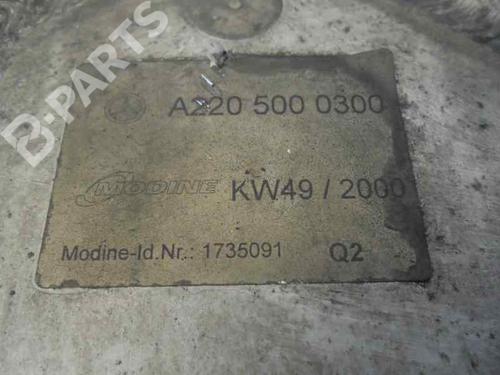 B-PARTS
A220 500 0300
MODINE KW49 / 2000
Modine-Id.Nr.: 1735091 Q2